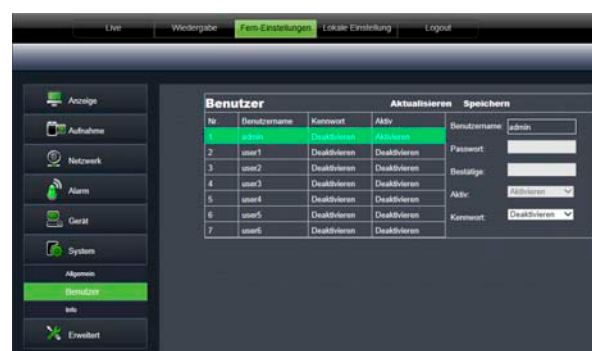 Live Wiedergabe Fern-Einstellungen Lokale Einstellung Logout
Anzeige
Aufnahme
Netzwerk
Alarm
Gerät
System
Allgemein
Benutzer
Info
Erweitert
Benutzer Aktualisieren Speichern
Nr. Benutzername Kennwort Aktiv
1 admin Deaktivieren Aktivieren
2 user1 Deaktivieren Deaktivieren
3 user2 Deaktivieren Deaktivieren
4 user3 Deaktivieren Deaktivieren
5 user4 Deaktivieren Deaktivieren
6 user5 Deaktivieren Deaktivieren
7 user6 Deaktivieren Deaktivieren
Benutzername: admin
Passwort:
Bestätige:
Aktiv: Aktivieren
Kennwort: Deaktivieren